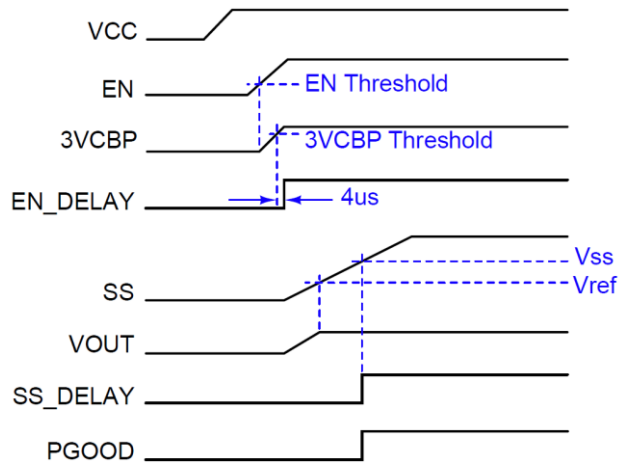 VCC
EN
EN Threshold
3VCBP
3VCBP Threshold
EN_DELAY
4us
Vss
SS
Vref
VOUT
SS_DELAY
PGOOD